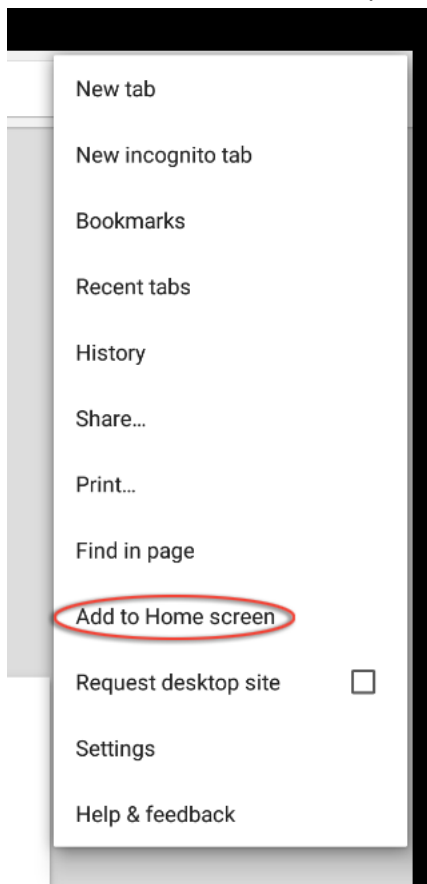 New tab
New incognito tab
Bookmarks
Recent tabs
History
Share…
Print…
Find in page
Add to Home screen
Request desktop site
Settings
Help & feedback